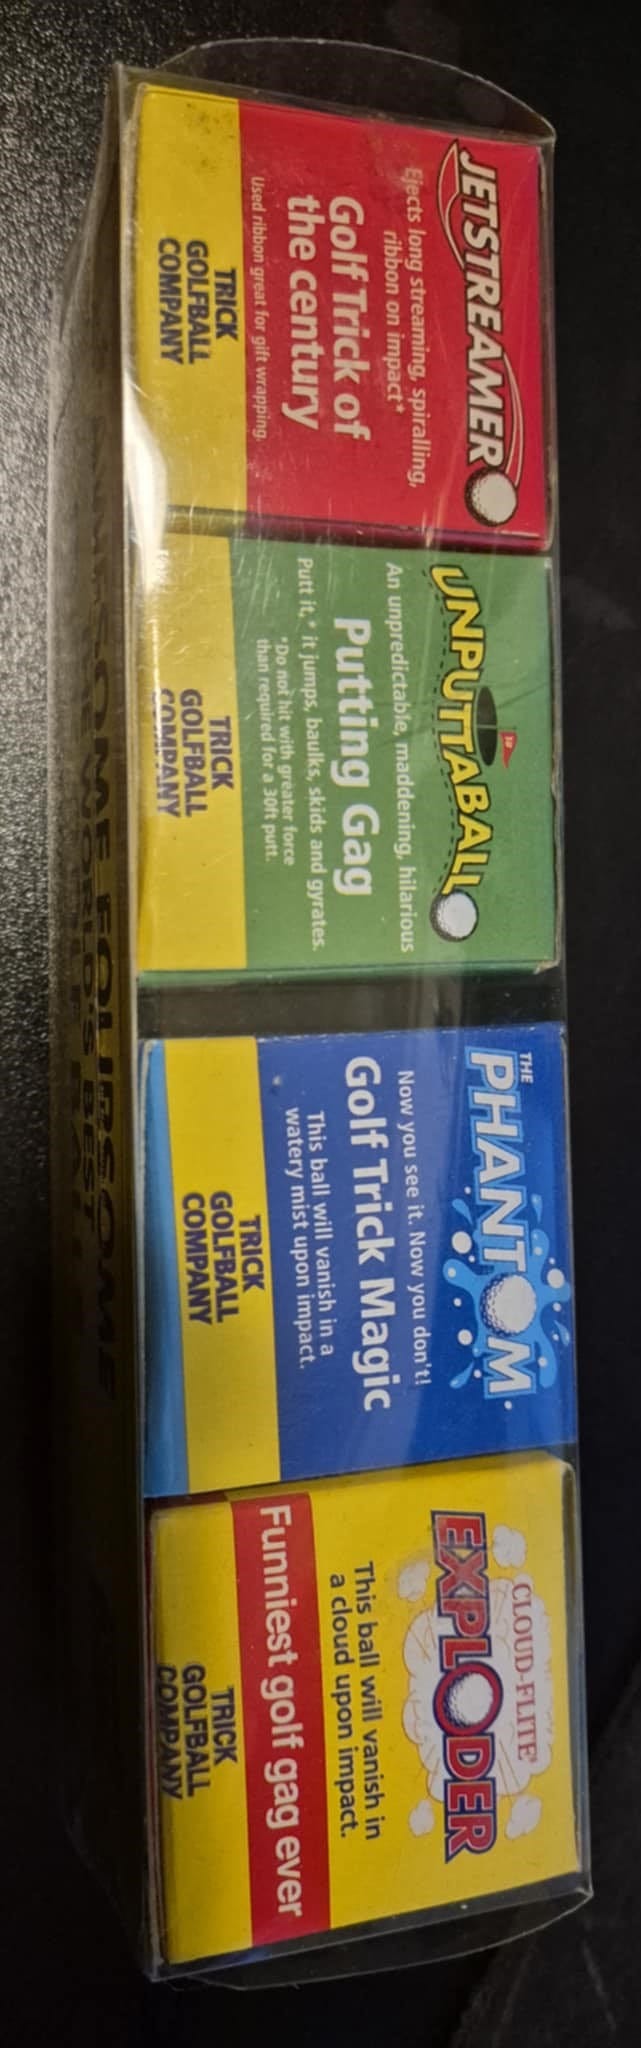 JETSTREAMER
Ejects long streaming, spiralling,
ribbon on impact*
Golf Trick of
the century
Used ribbon great for gift wrapping.
TRICK
GOLFBALL
COMPANY
UNPUTTABALL
An unpredictable, maddening, hilarious
Putting Gag
Putt it,* it jumps, baulks, skids and gyrates.
*Do not hit with greater force
than required for a 30ft putt.
TRICK
GOLFBALL
COMPANY
THE
PHANTOM
Now you see it. Now you don't!
Golf Trick Magic
This ball will vanish in a
watery mist upon impact.
TRICK
GOLFBALL
COMPANY
CLOUD-FLITE
EXPLODER
This ball will vanish in
a cloud upon impact.
Funniest golf gag ever
TRICK
GOLFBALL
COMPANY
FOURSOME
WORLD'S BEST